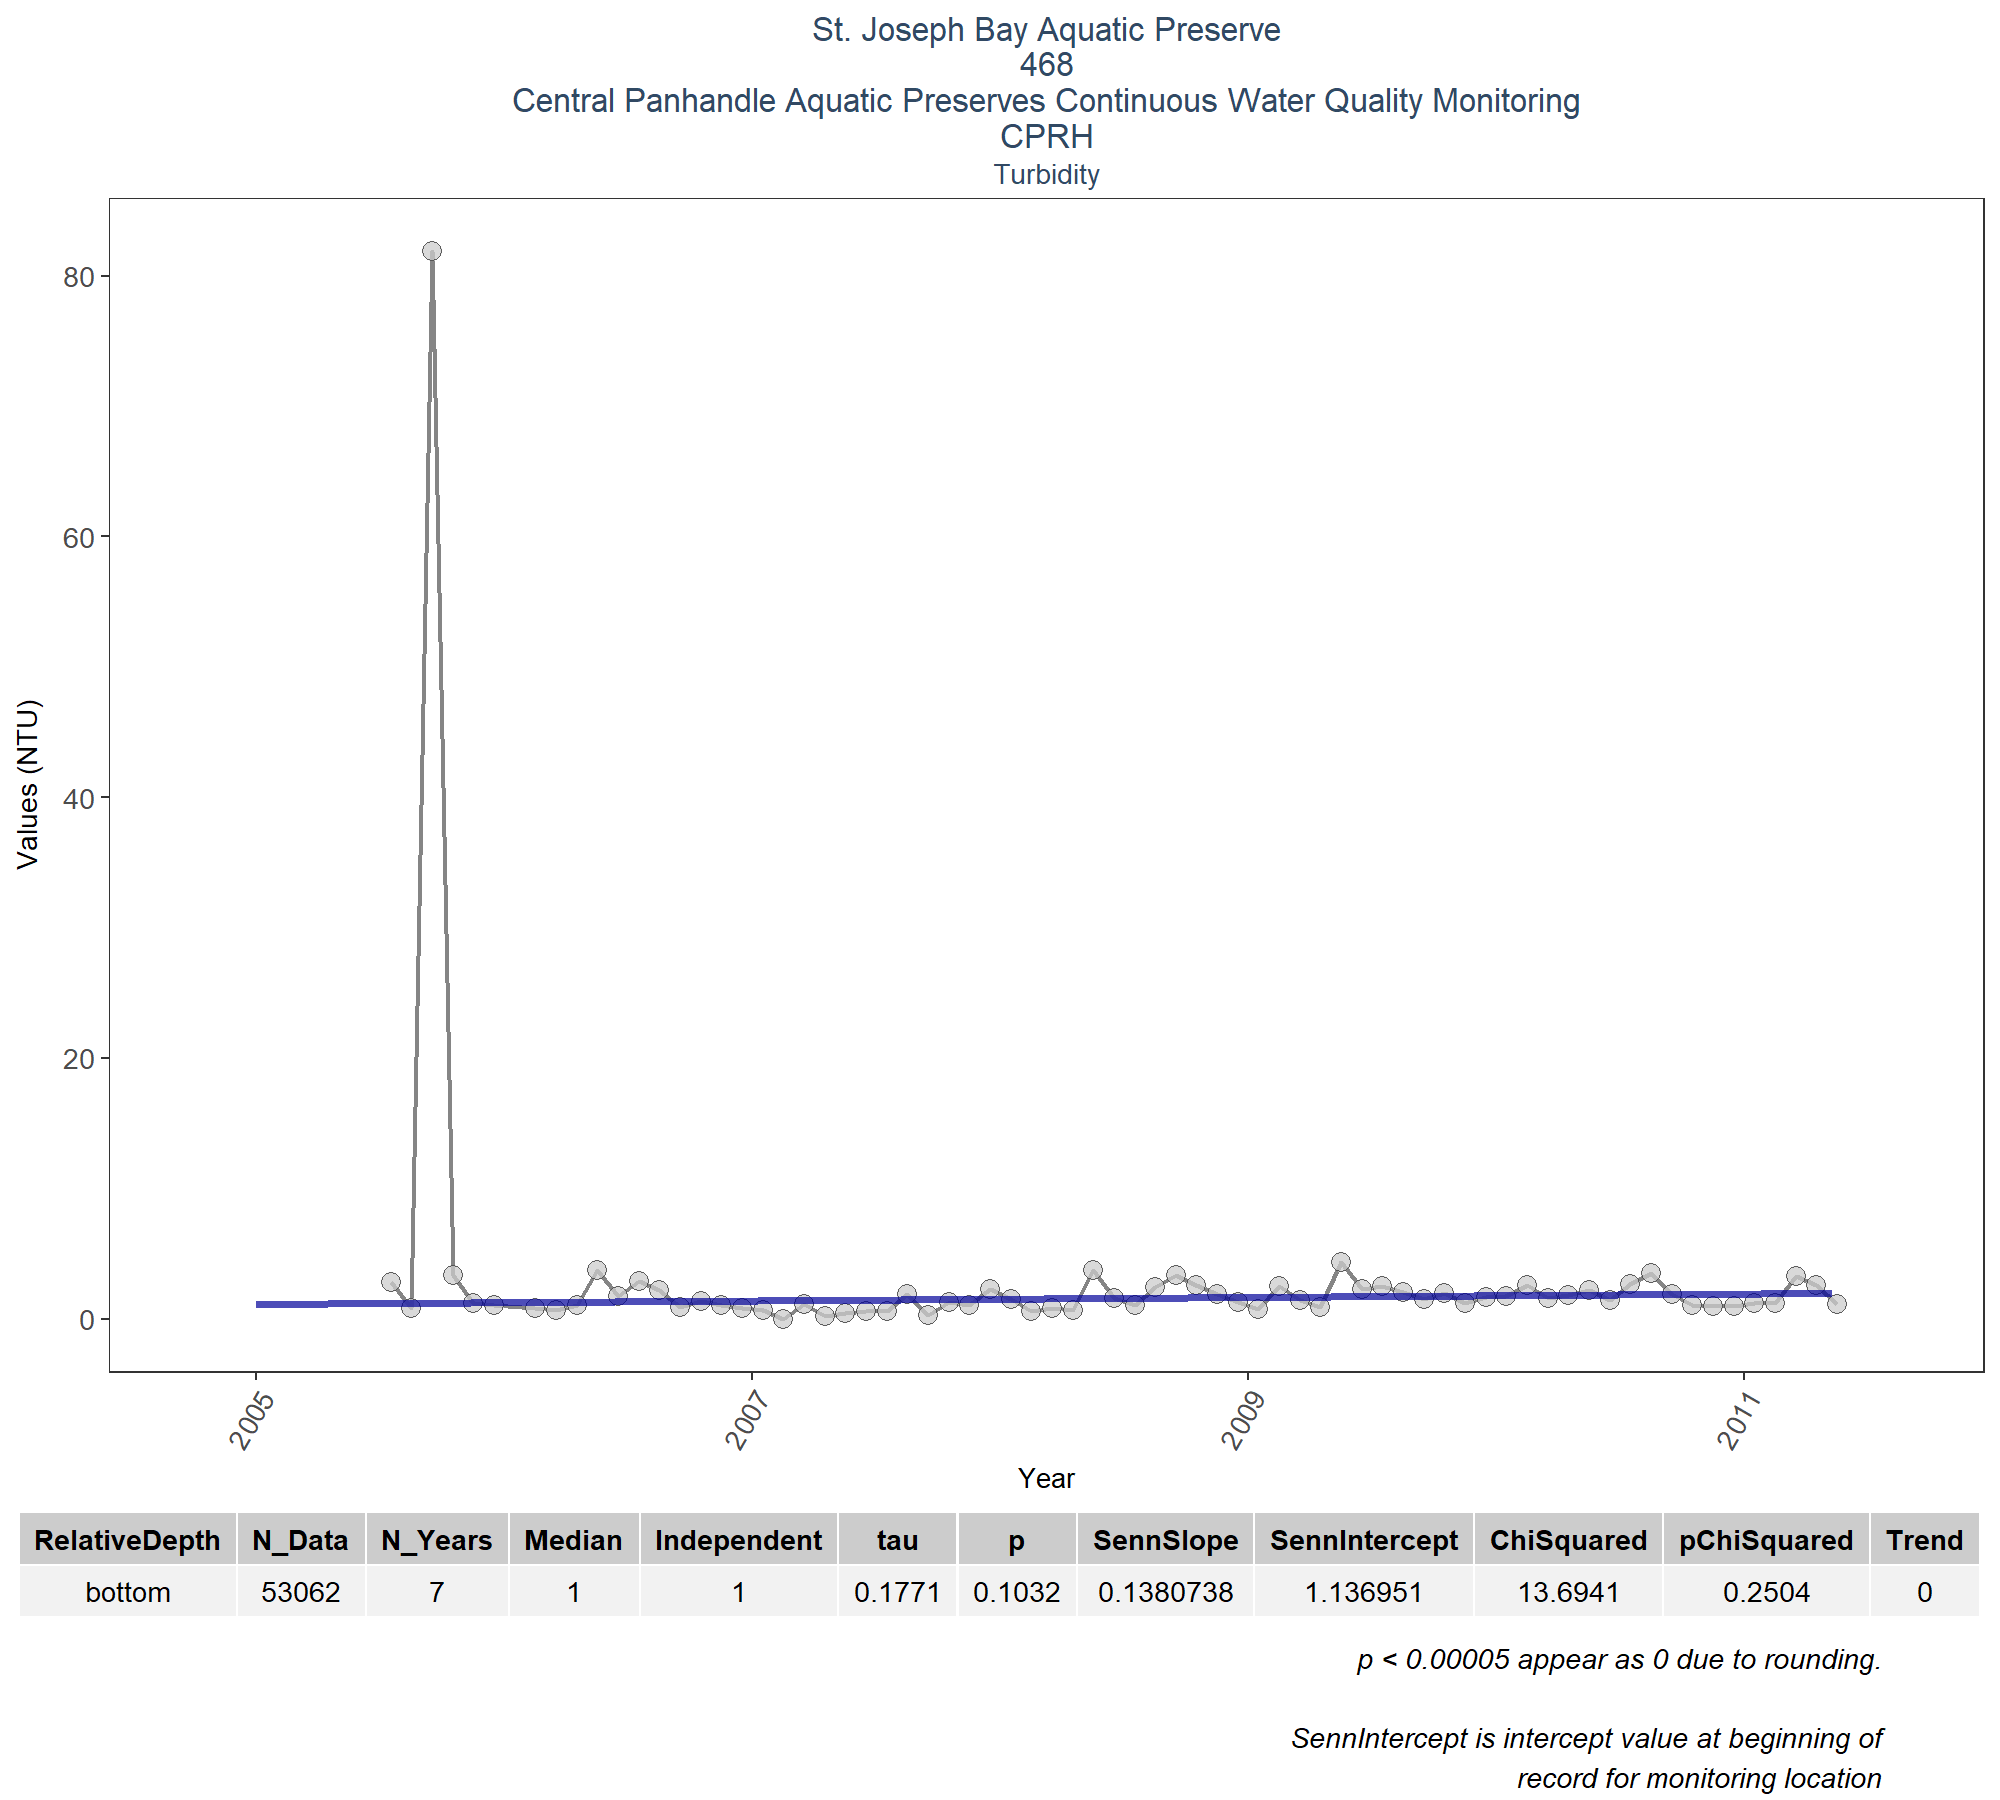 St. Joseph Bay Aquatic Preserve
468
Central Panhandle Aquatic Preserves Continuous Water Quality Monitoring
CPRH
Turbidity
Values (NTU)
80
60
40
20
0
2005 2007 2009 2011
Year
RelativeDepth N_Data N_Years Median Independent tau p SennSlope SennIntercept ChiSquared pChiSquared Trend
bottom 53062 7 1 1 0.1771 0.1032 0.1380738 1.136951 13.6941 0.2504 0
p < 0.00005 appear as 0 due to rounding.
SennIntercept is intercept value at beginning of
record for monitoring location